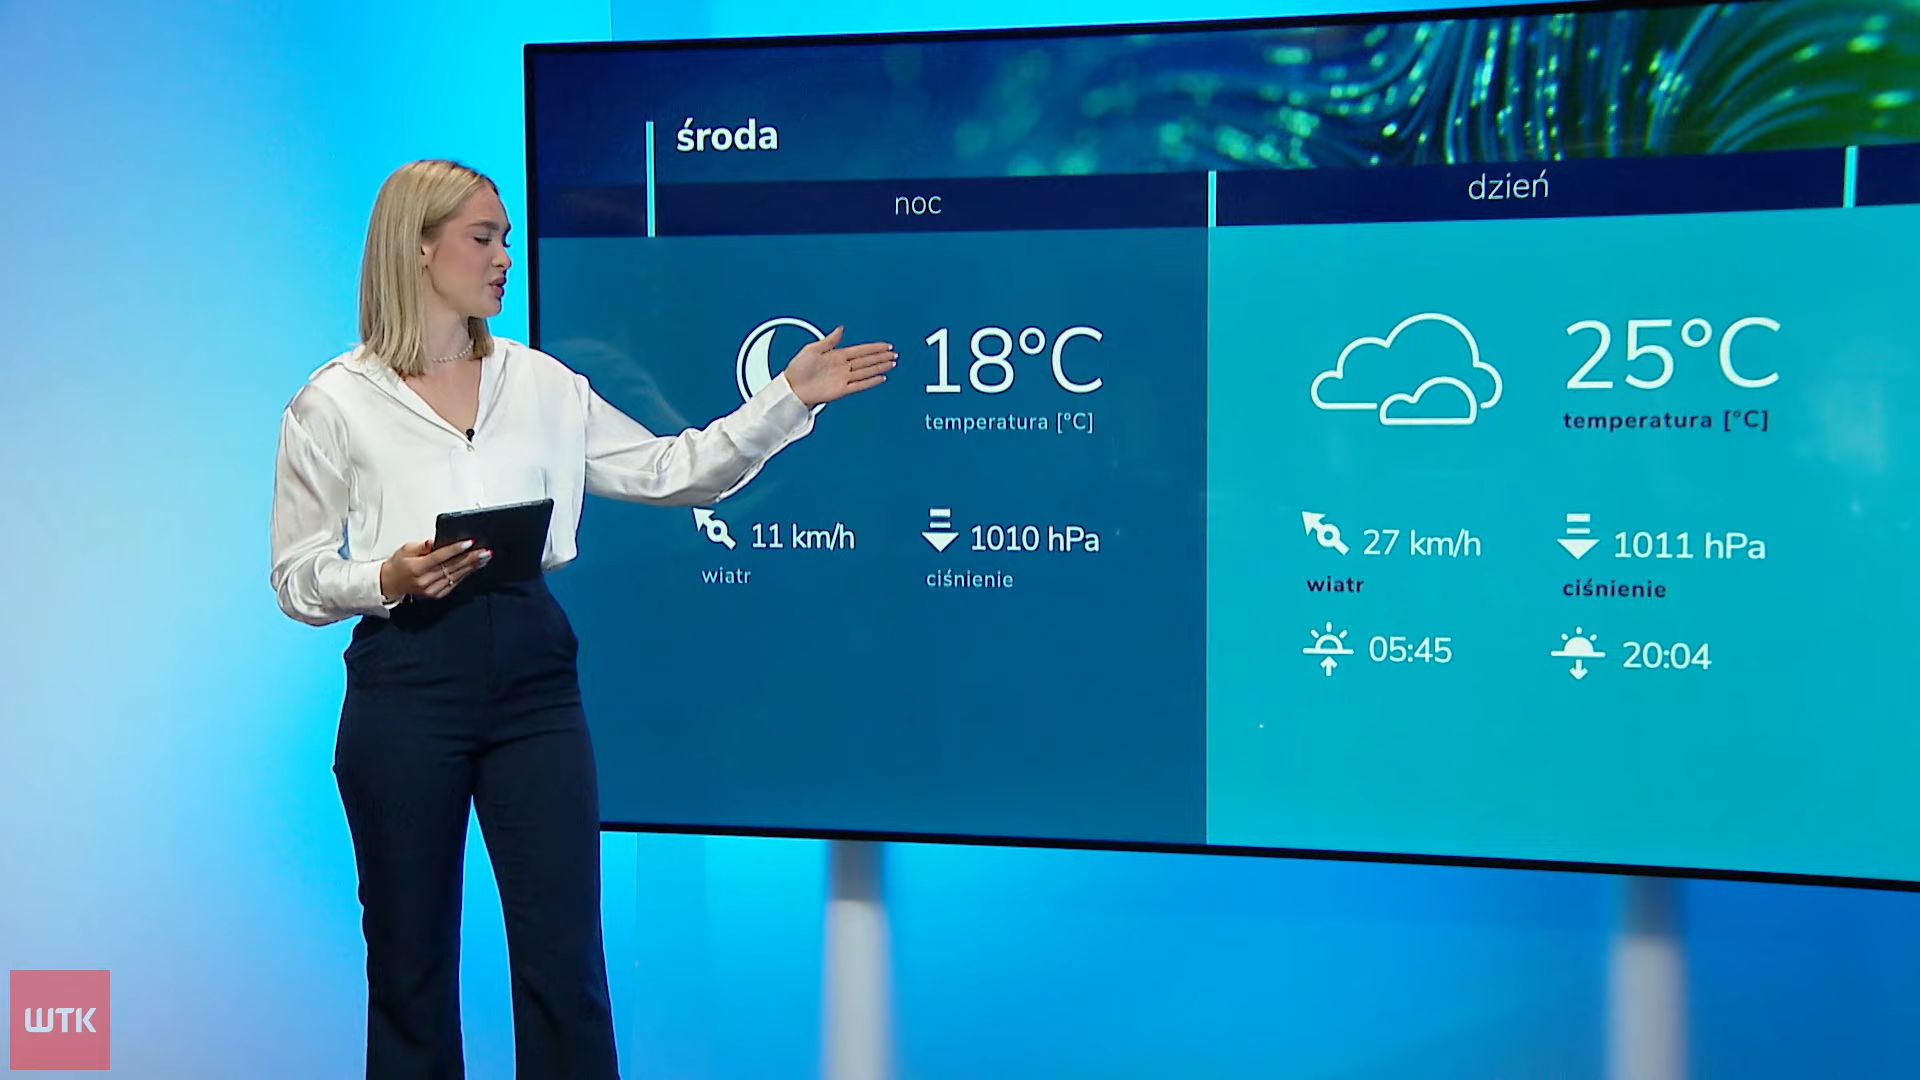 środa
noc
dzień
18°C
temperatura [°C]
25°C
temperatura [°C]
11 km/h
wiatr
1010 hPa
ciśnienie
27 km/h
wiatr
1011 hPa
ciśnienie
05:45
20:04
WTK